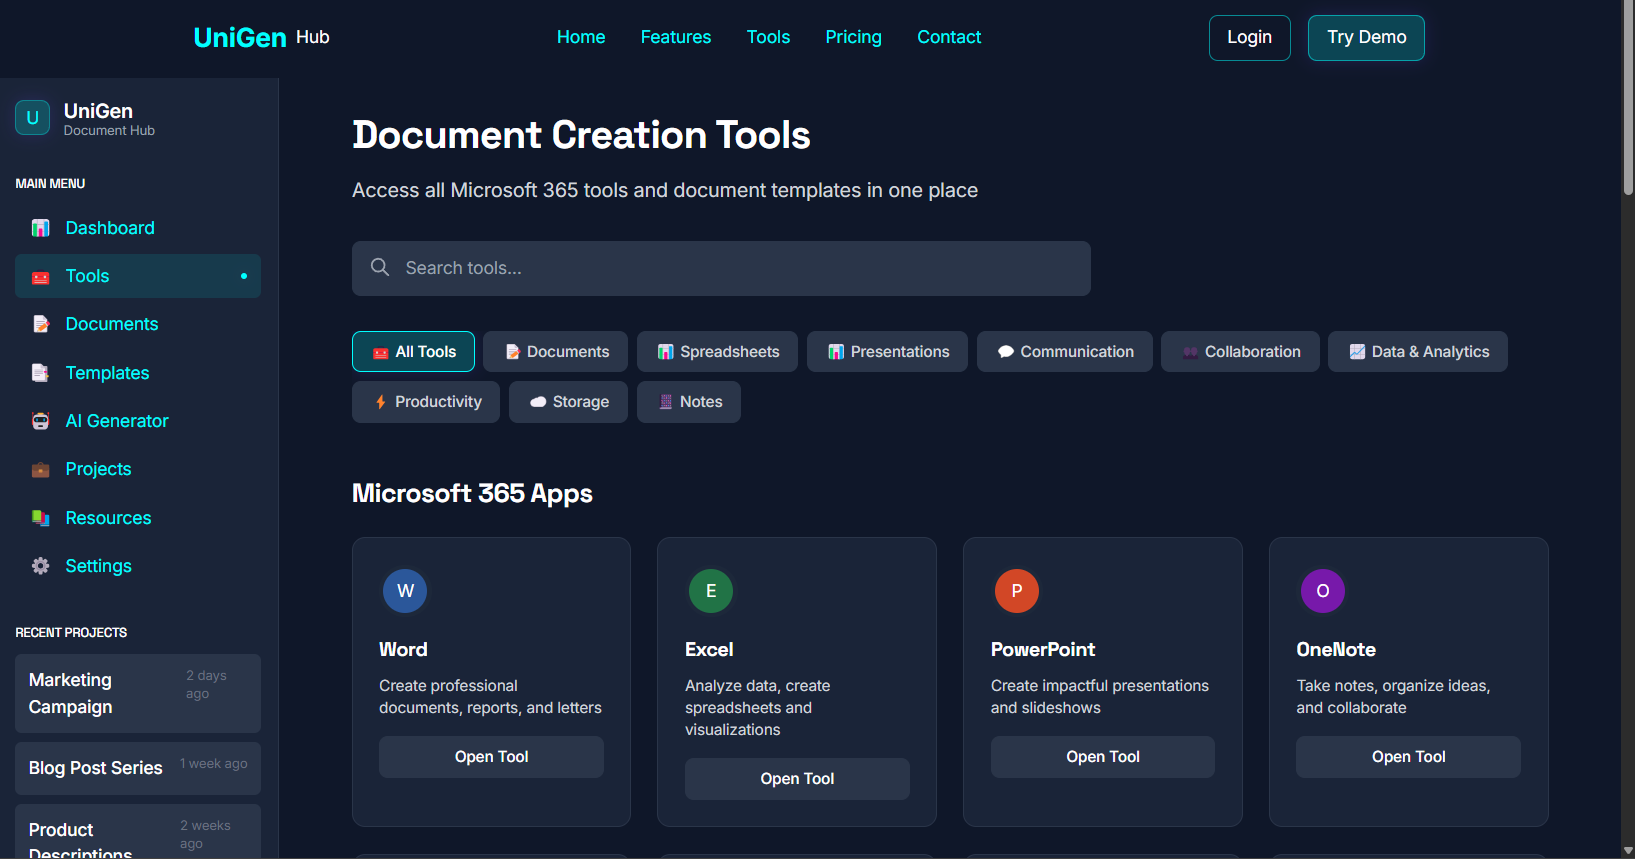 UniGen Hub
Home Features Tools Pricing Contact
Login Try Demo
U
UniGen
Document Hub
MAIN MENU
Dashboard
Tools
Documents
Templates
AI Generator
Projects
Resources
Settings
RECENT PROJECTS
Marketing
Campaign
2 days
ago
Blog Post Series
1 week ago
Product
Descriptions
2 weeks
ago
Document Creation Tools
Access all Microsoft 365 tools and document templates in one place
Search tools...
All Tools Documents Spreadsheets Presentations Communication Collaboration Data & Analytics
Productivity Storage Notes
Microsoft 365 Apps
W
Word
Create professional
documents, reports, and letters
Open Tool
E
Excel
Analyze data, create
spreadsheets and
visualizations
Open Tool
P
PowerPoint
Create impactful presentations
and slideshows
Open Tool
O
OneNote
Take notes, organize ideas,
and collaborate
Open Tool